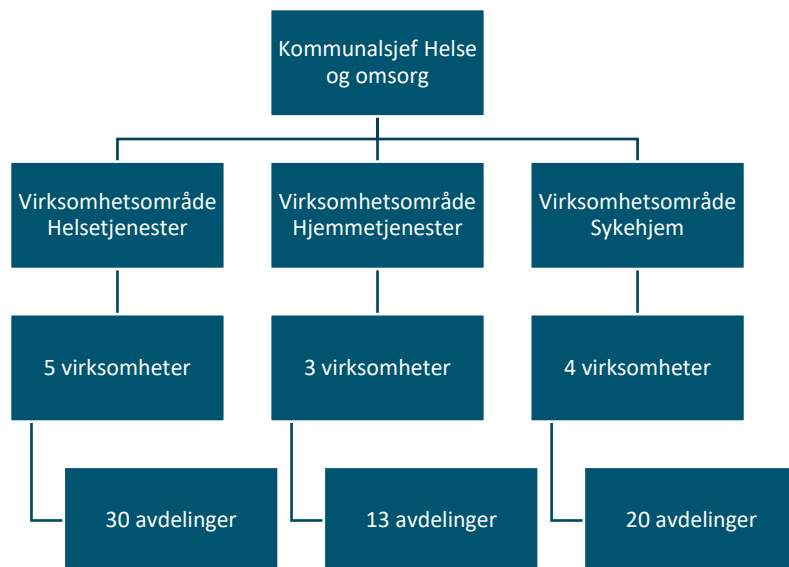 Kommunalsjef Helse
og omsorg
Virksomhetsområde
Helsetjenester
Virksomhetsområde
Hjemmetjenester
Virksomhetsområde
Sykehjem
5 virksomheter
3 virksomheter
4 virksomheter
30 avdelinger
13 avdelinger
20 avdelinger